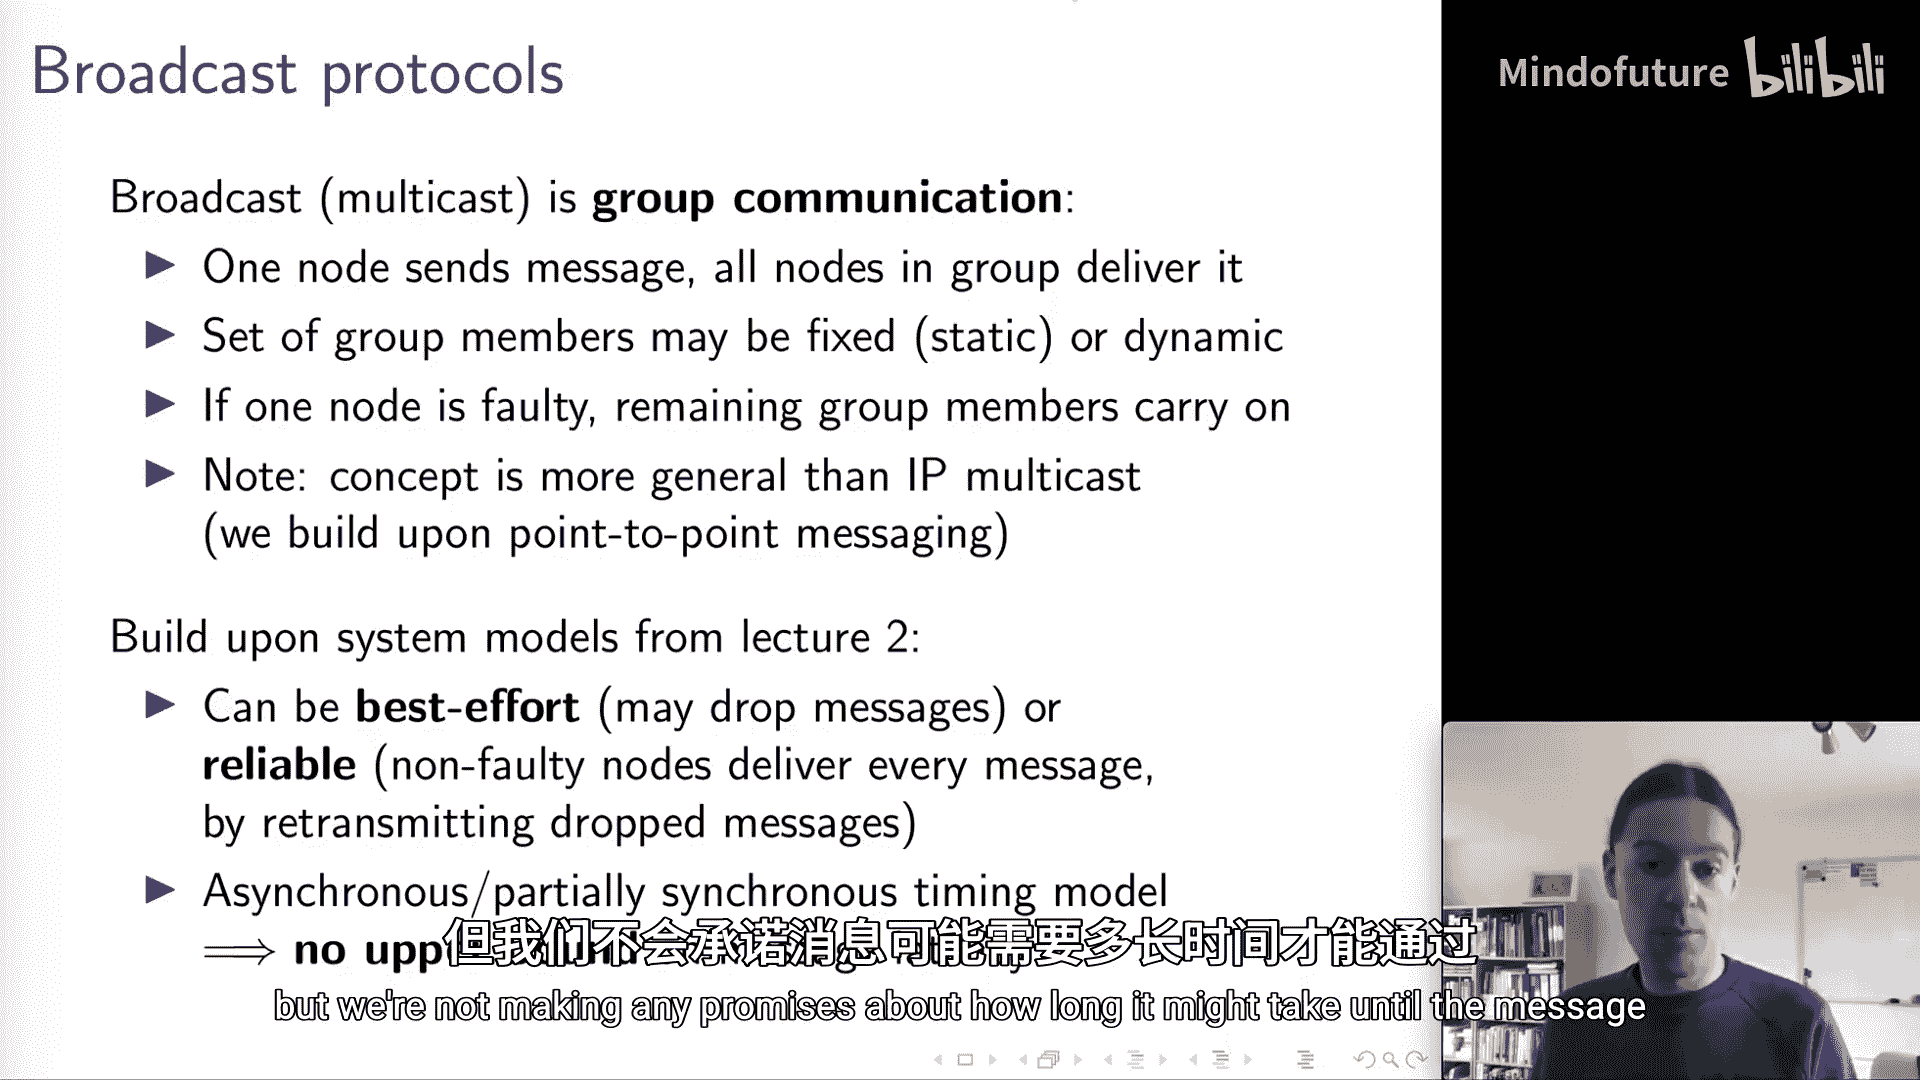 Broadcast protocols
Mindofuture bilibili
Broadcast (multicast) is group communication:
▶ One node sends message, all nodes in group deliver it
▶ Set of group members may be fixed (static) or dynamic
▶ If one node is faulty, remaining group members carry on
▶ Note: concept is more general than IP multicast
(we build upon point-to-point messaging)
Build upon system models from lecture 2:
▶ Can be best-effort (may drop messages) or
reliable (non-faulty nodes deliver every message,
by retransmitting dropped messages)
▶ Asynchronous/partially synchronous timing model
⟹ no upp
但我们不会承诺消息可能需要多长时间才能通过
but we're not making any promises about how long it might take until the message